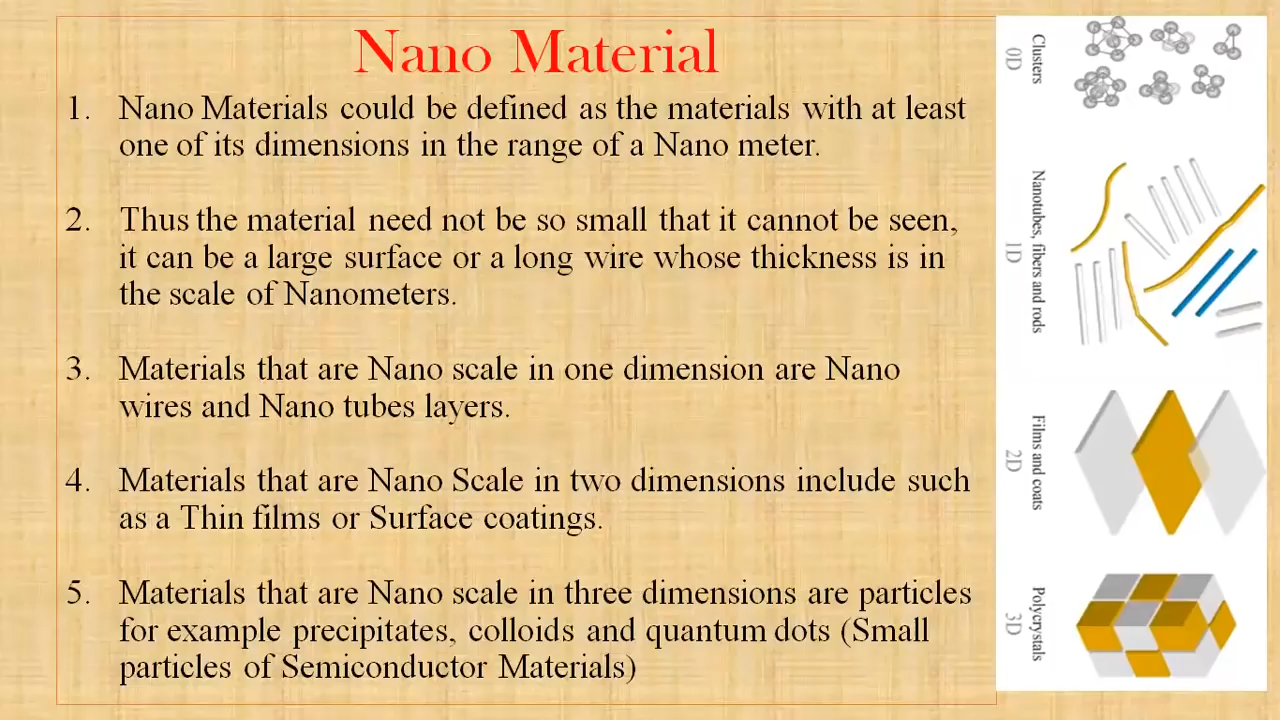 Nano Material
1. Nano Materials could be defined as the materials with at least
one of its dimensions in the range of a Nano meter.
2. Thus the material need not be so small that it cannot be seen,
it can be a large surface or a long wire whose thickness is in
the scale of Nanometers.
3. Materials that are Nano scale in one dimension are Nano
wires and Nano tubes layers.
4. Materials that are Nano Scale in two dimensions include such
as a Thin films or Surface coatings.
5. Materials that are Nano scale in three dimensions are particles
for example precipitates, colloids and quantum dots (Small
particles of Semiconductor Materials)
Clusters
0D
Nanotubes, fibers and rods
1D
Films and coats
2D
Polycrystals
3D